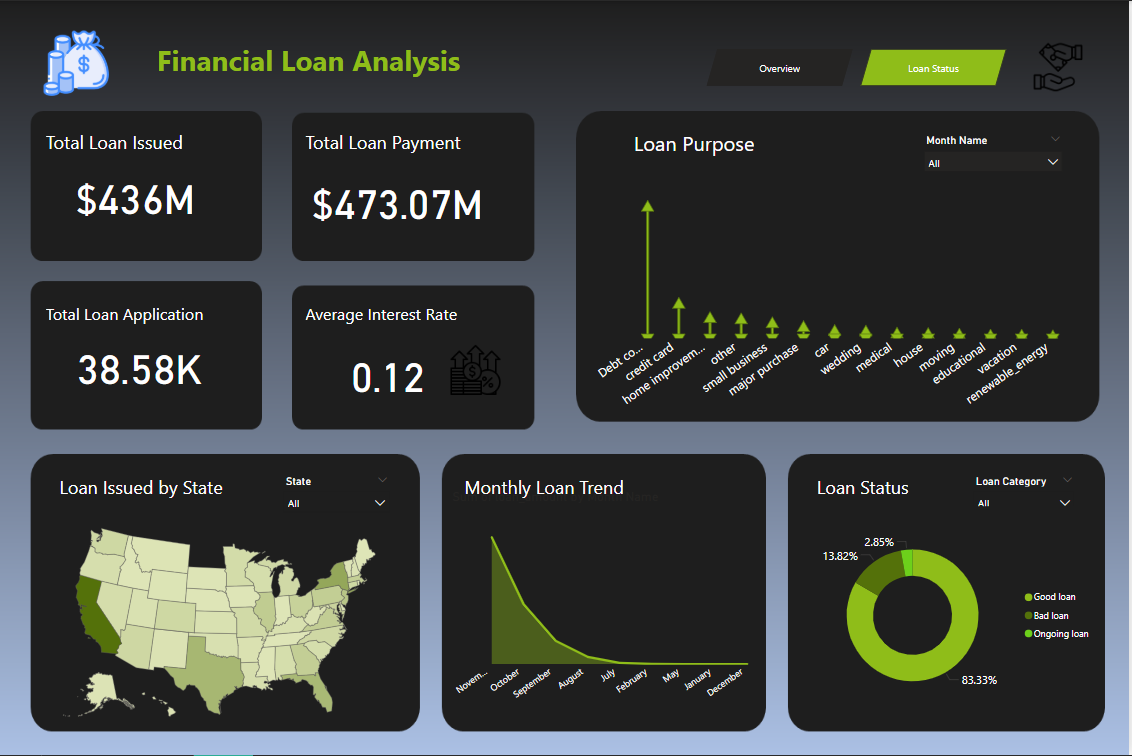 Financial Loan Analysis
Overview
Loan Status
Total Loan Issued
$436M
Total Loan Payment
$473.07M
Total Loan Application
38.58K
Average Interest Rate
0.12
$
%
Loan Purpose
Month Name
All
Debt co...
credit card
home improvem...
other
small business
major purchase
car
wedding
medical
house
moving
educational
vacation
renewable_energy
Loan Issued by State
State
All
Monthly Loan Trend
Novem...
October
September
August
July
February
May
January
December
Loan Status
Loan Category
All
2.85%
13.82%
83.33%
Good loan
Bad loan
Ongoing loan